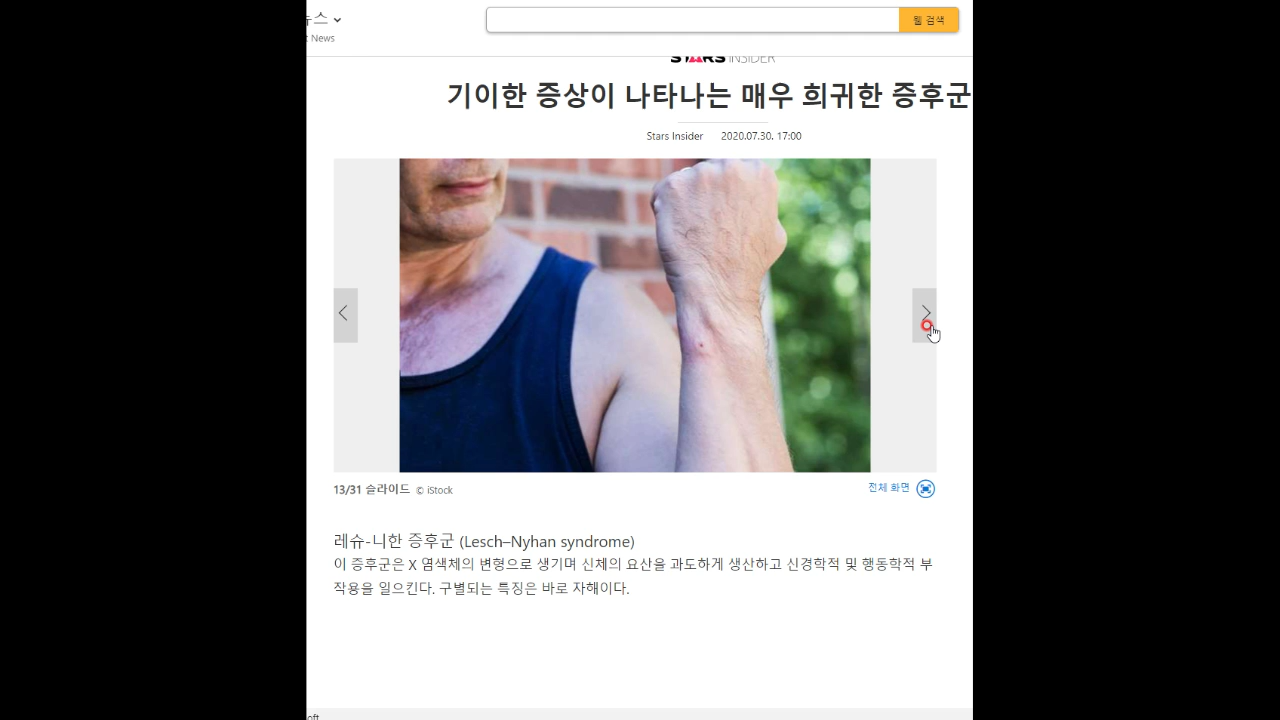 뉴스
t News
웹 검색
STARS INSIDER
기이한 증상이 나타나는 매우 희귀한 증후군
Stars Insider 2020.07.30. 17:00
13/31 슬라이드 © iStock
전체 화면
레슈-니한 증후군 (Lesch–Nyhan syndrome)
이 증후군은 X 염색체의 변형으로 생기며 신체의 요산을 과도하게 생산하고 신경학적 및 행동학적 부
작용을 일으킨다. 구별되는 특징은 바로 자해이다.
oft